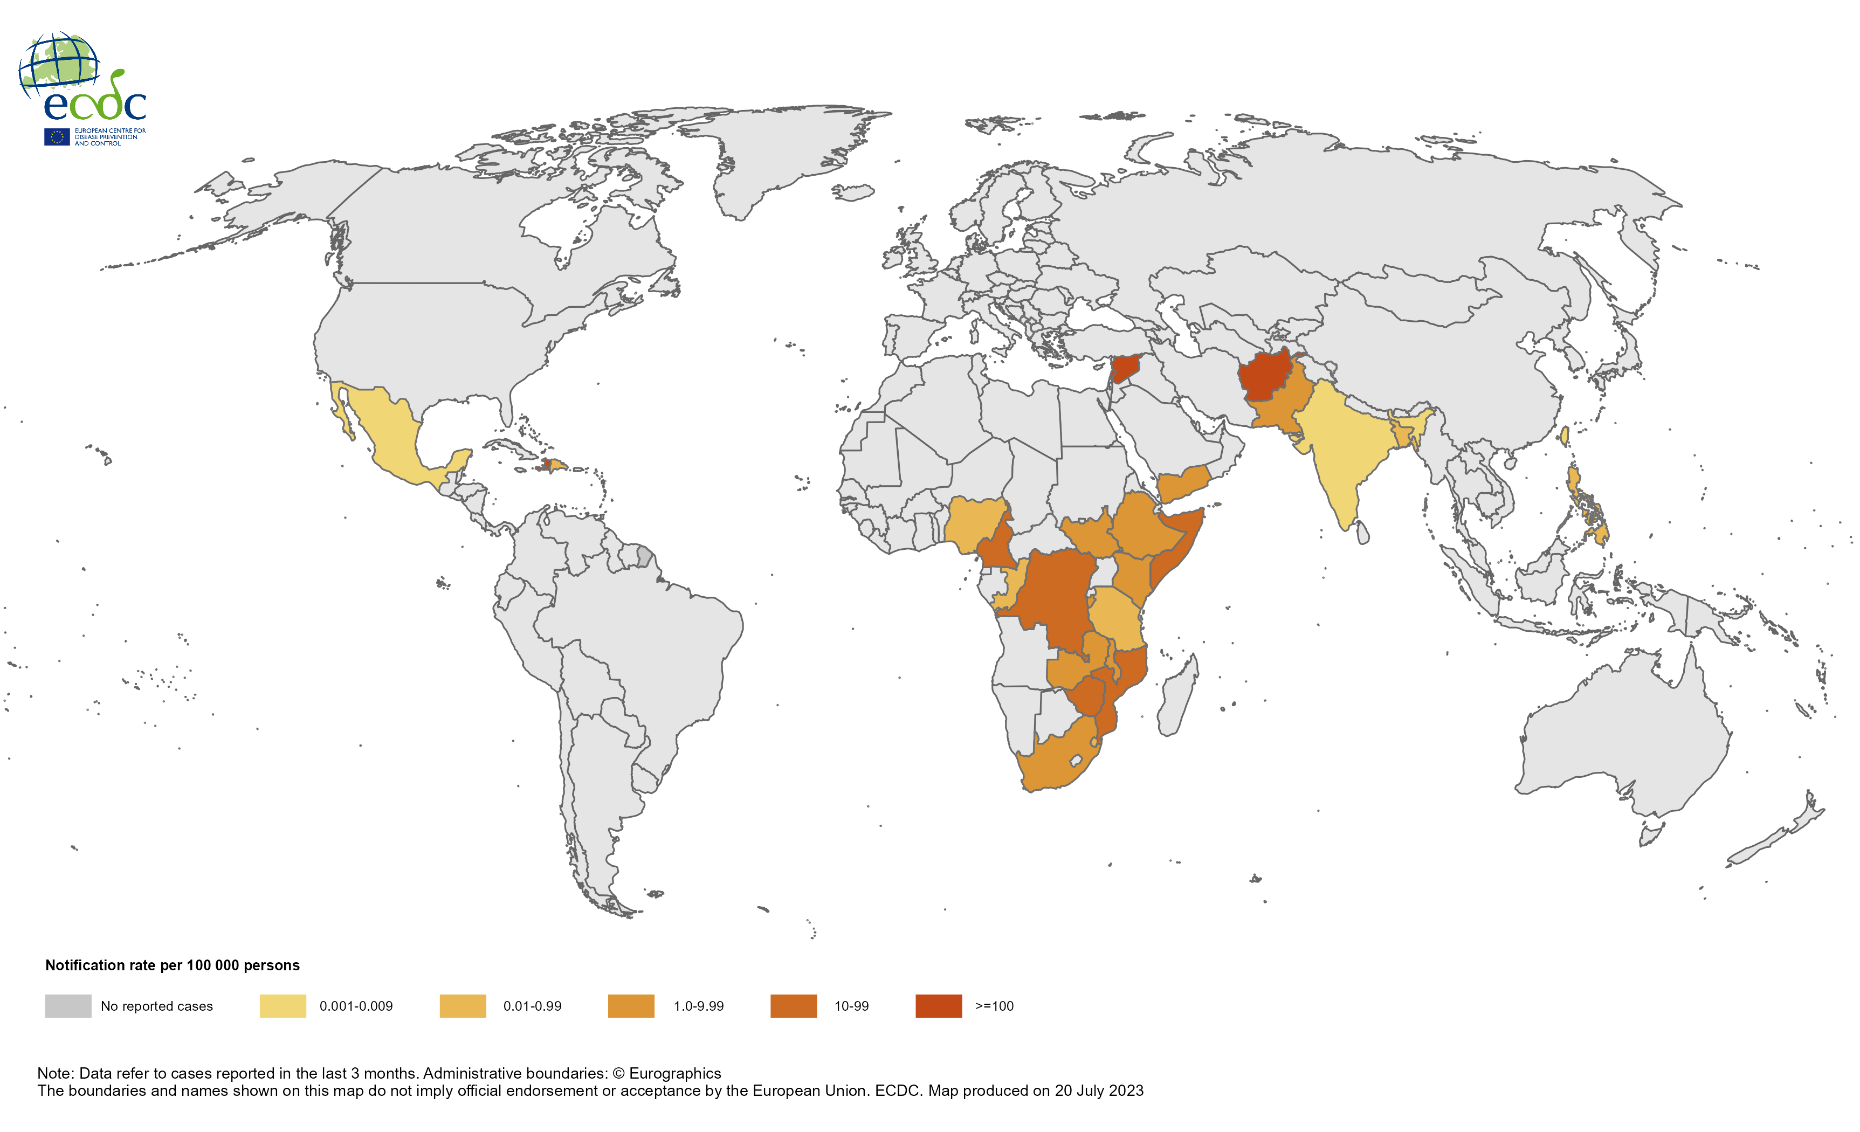 ecdc
EUROPEAN CENTRE FOR
DISEASE PREVENTION
AND CONTROL
Notification rate per 100 000 persons
No reported cases
0.001-0.009
0.01-0.99
1.0-9.99
10-99
>=100
Note: Data refer to cases reported in the last 3 months. Administrative boundaries: © Eurographics
The boundaries and names shown on this map do not imply official endorsement or acceptance by the European Union. ECDC. Map produced on 20 July 2023